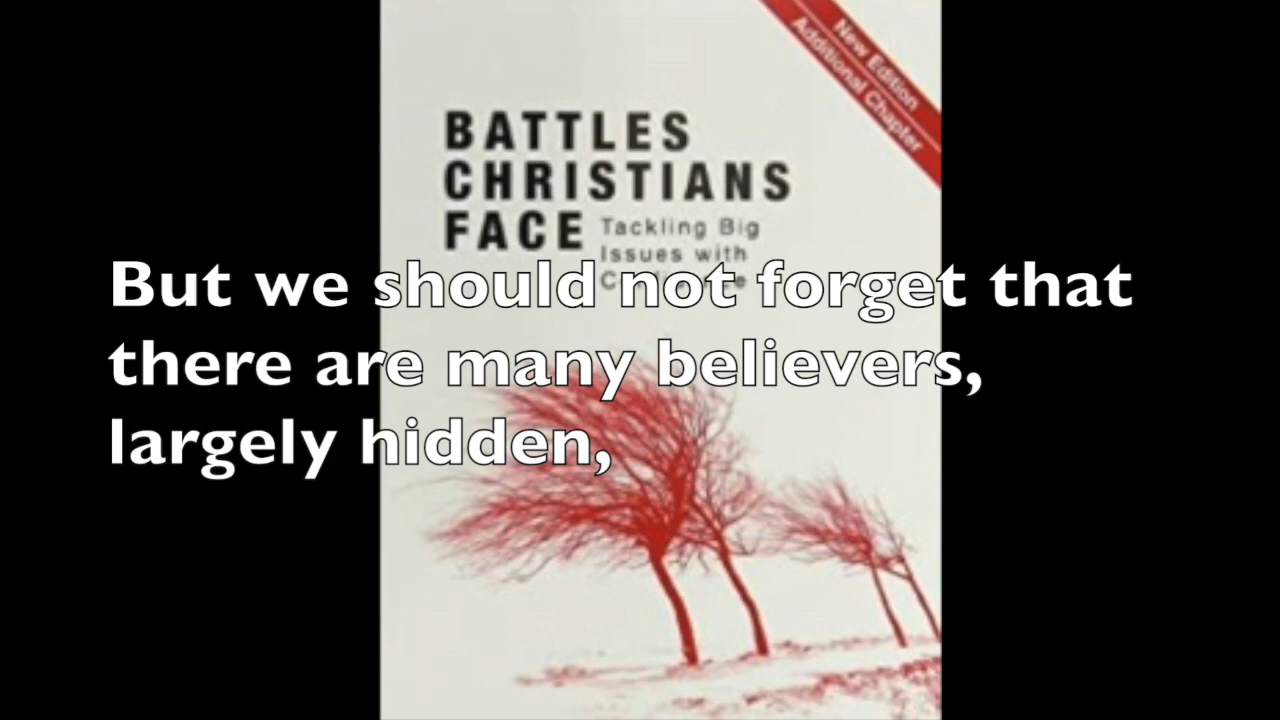 New Edition
Additional Chapter
BATTLES
CHRISTIANS
FACE
Tackling Big
Issues with
But we should not forget that
there are many believers,
largely hidden,